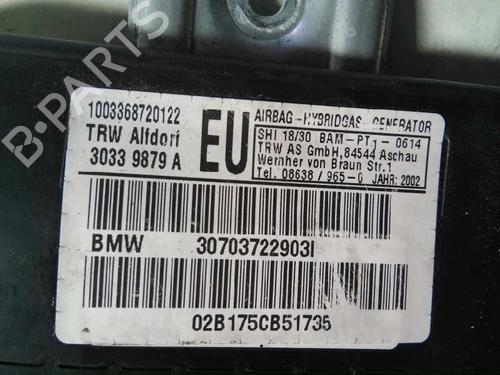 B-PARTS
1003368720122
TRW Alfdorf
3033 9879 A
EU
AIRBAG-HYBRIDGAS GENERATOR
SHI 18/30 BAM-PT₁- 0614
TRW AS GmbH, 84544 Aschau
Wernher von Braun Str.1
Tel. 08638/ 965-0 JAHR: 2002
BMW 30703722903I
02B175CB51735